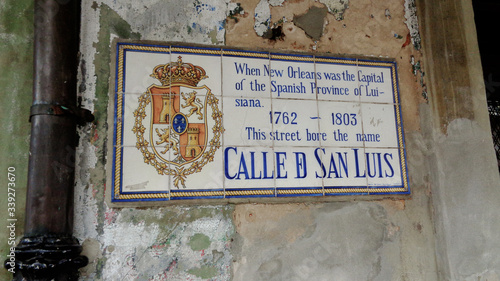 When New Orleans was the Capital
of the Spanish Province of Lui-
siana.
1762 - 1803
This street bore the name
CALLE D SAN LUIS
#339273670